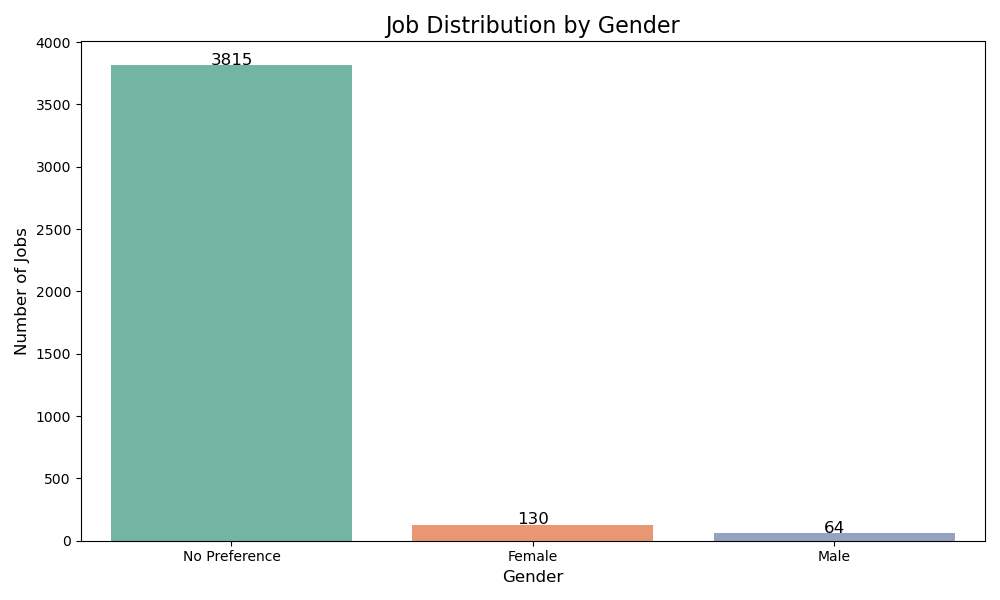 Job Distribution by Gender
Number of Jobs
4000
3500
3000
2500
2000
1500
1000
500
0
3815
130
64
No Preference
Female
Male
Gender